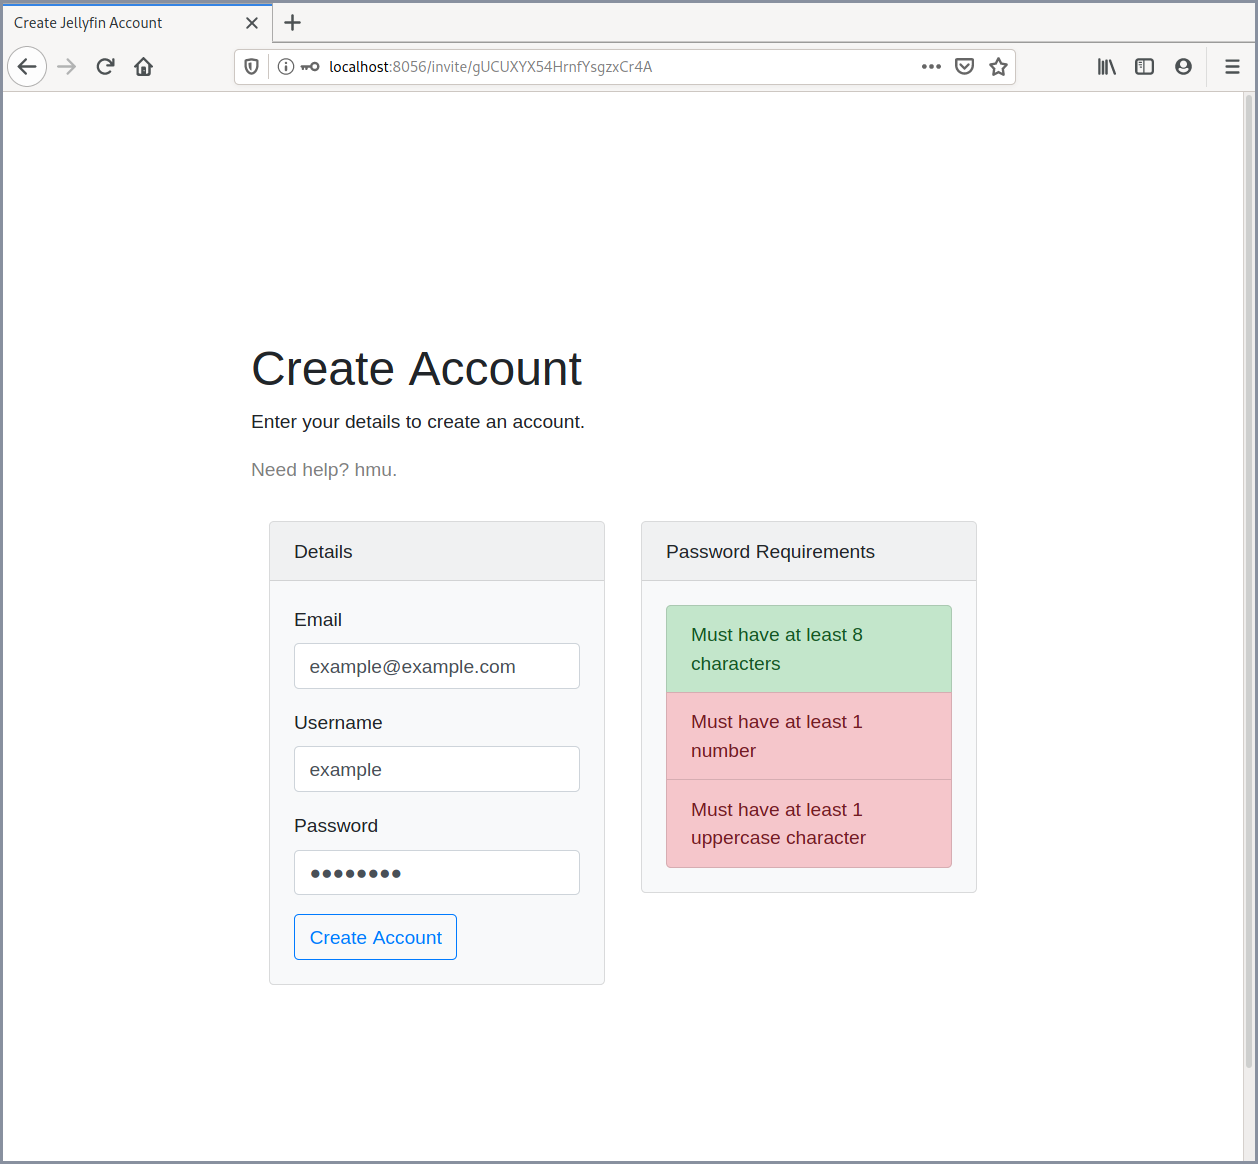 Create Jellyfin Account
localhost:8056/invite/gUCUXYX54HrnfYsgzxCr4A
Create Account
Enter your details to create an account.
Need help? hmu.
Details
Email
example@example.com
Username
example
Password
●●●●●●●●
Create Account
Password Requirements
Must have at least 8
characters
Must have at least 1
number
Must have at least 1
uppercase character